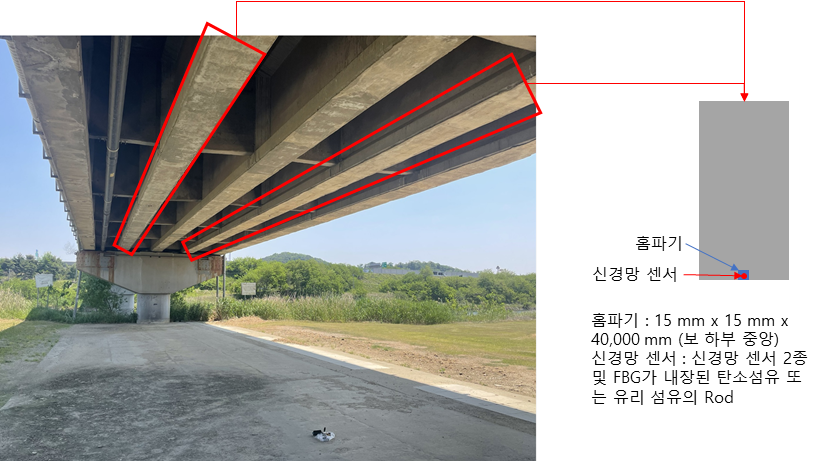 홈파기
신경망 센서
홈파기 : 15 mm x 15 mm x
40,000 mm (보 하부 중앙)
신경망 센서 : 신경망 센서 2종
및 FBG가 내장된 탄소섬유 또
는 유리 섬유의 Rod